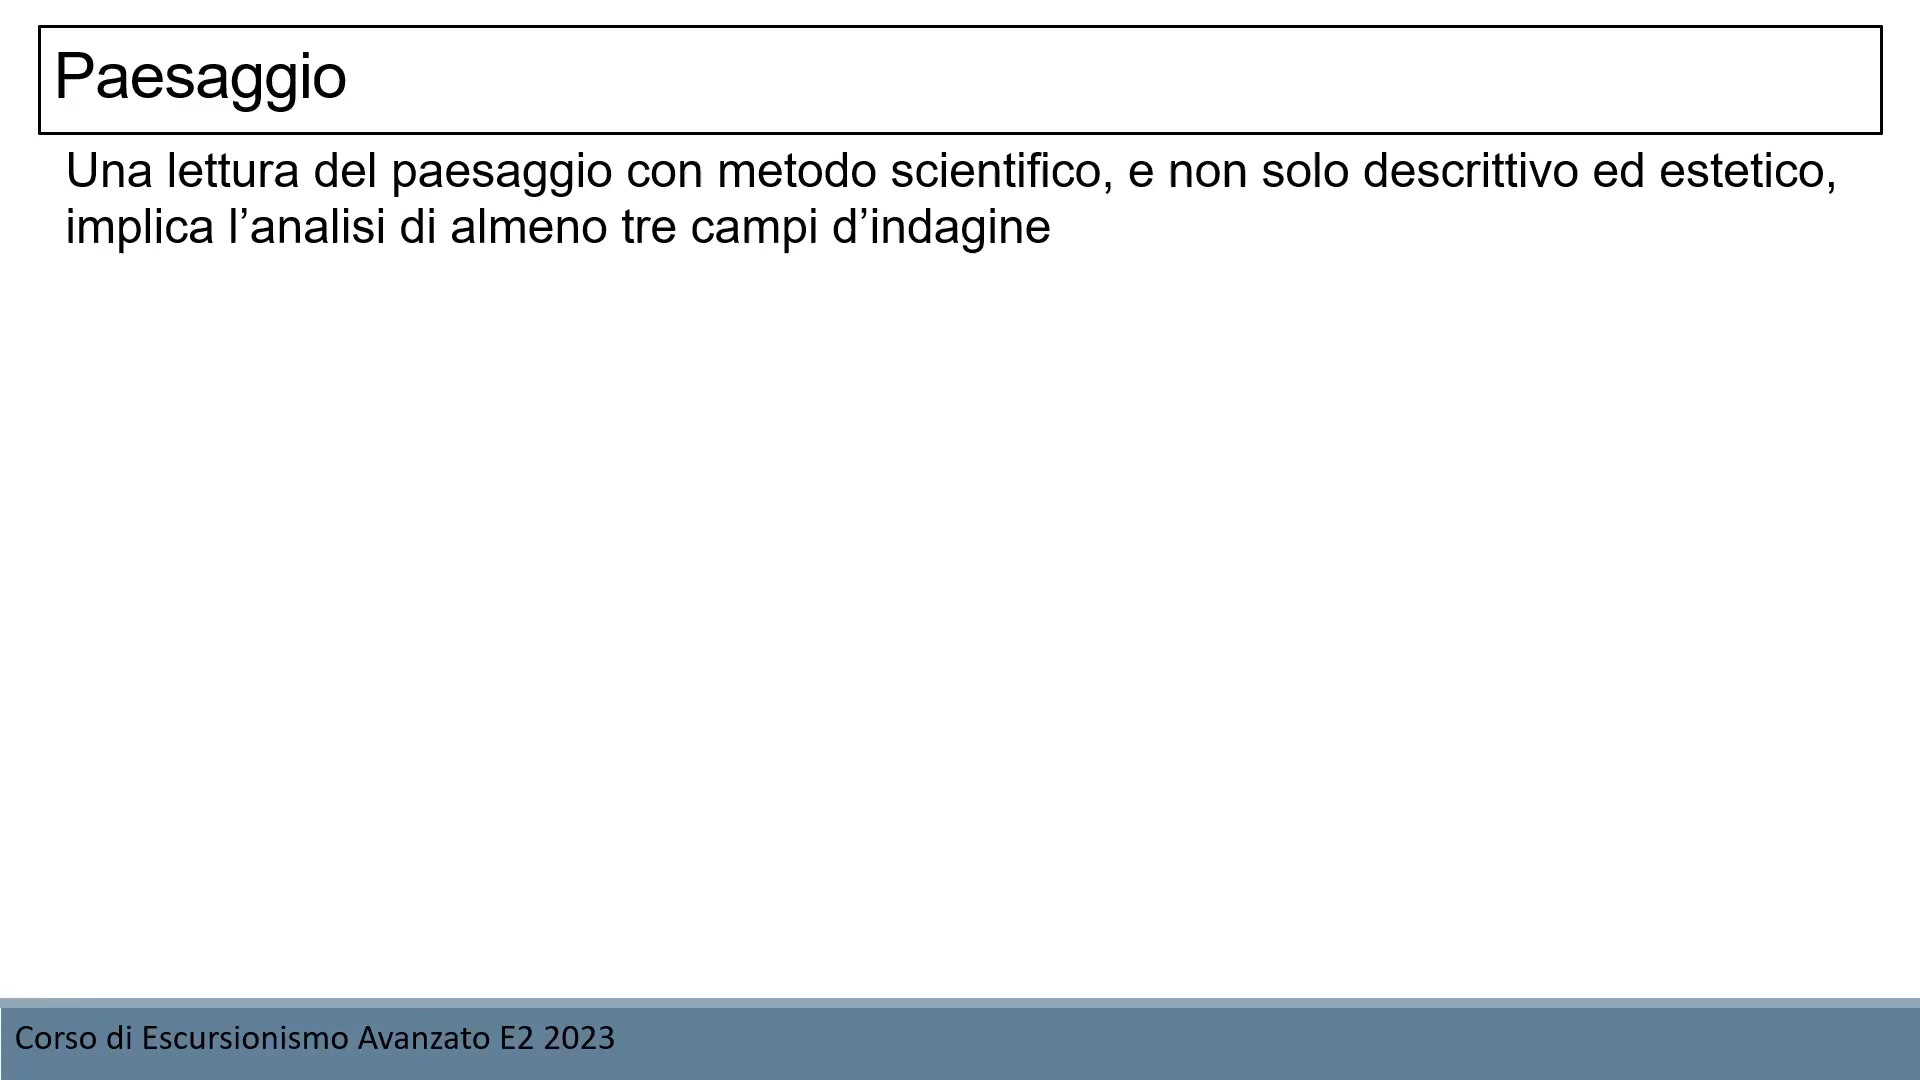 Paesaggio
Una lettura del paesaggio con metodo scientifico, e non solo descrittivo ed estetico,
implica l’analisi di almeno tre campi d’indagine
Corso di Escursionismo Avanzato E2 2023